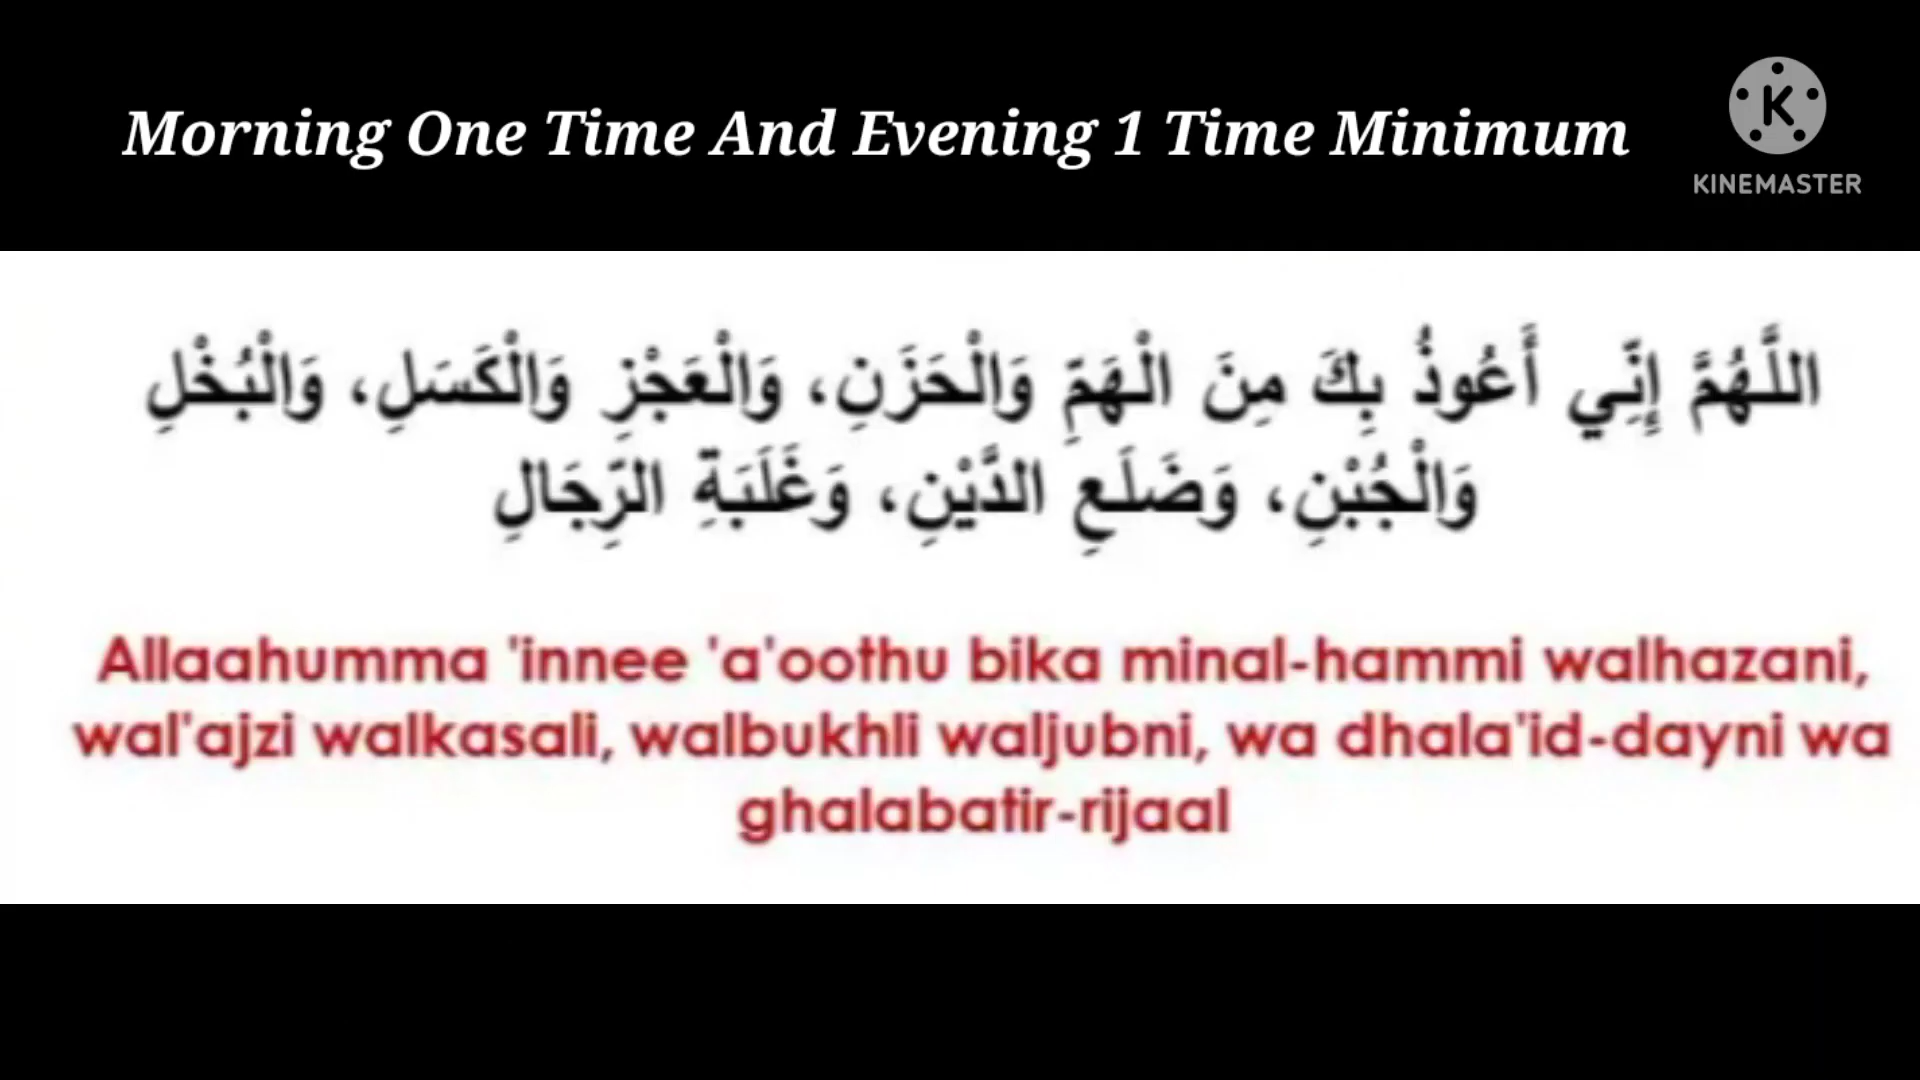 Morning One Time And Evening 1 Time Minimum
K
KINEMASTER
اللَّهُمَّ إِنِّي أَعُوذُ بِكَ مِنَ الْهَمِّ وَالْحَزَنِ، وَالْعَجْزِ وَالْكَسَلِ، وَالْبُخْلِ
وَالْجُبْنِ، وَضَلَعِ الدَّيْنِ، وَغَلَبَةِ الرِّجَالِ
Allaahumma 'innee 'a'oothu bika minal-hammi walhazani,
wal'ajzi walkasali, walbukhli waljubni, wa dhala'id-dayni wa
ghalabatir-rijaal